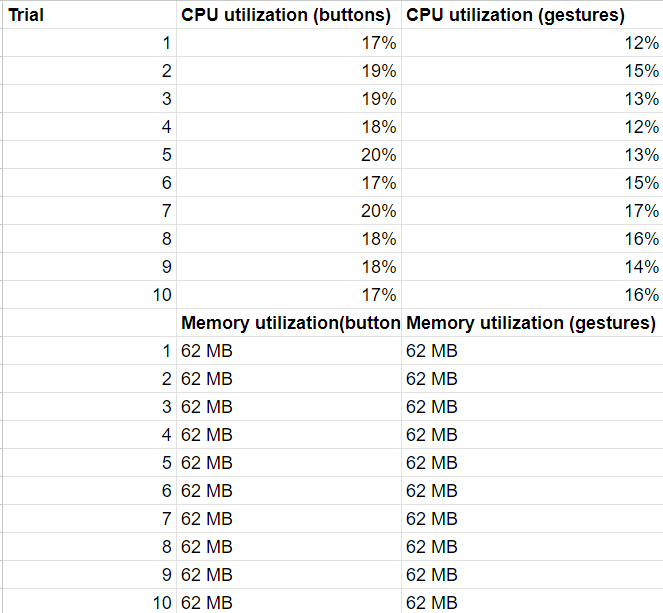 Trial CPU utilization (buttons) CPU utilization (gestures)
1 17% 12%
2 19% 15%
3 19% 13%
4 18% 12%
5 20% 13%
6 17% 15%
7 20% 17%
8 18% 16%
9 18% 14%
10 17% 16%
Memory utilization(button Memory utilization (gestures)
1 62 MB 62 MB
2 62 MB 62 MB
3 62 MB 62 MB
4 62 MB 62 MB
5 62 MB 62 MB
6 62 MB 62 MB
7 62 MB 62 MB
8 62 MB 62 MB
9 62 MB 62 MB
10 62 MB 62 MB